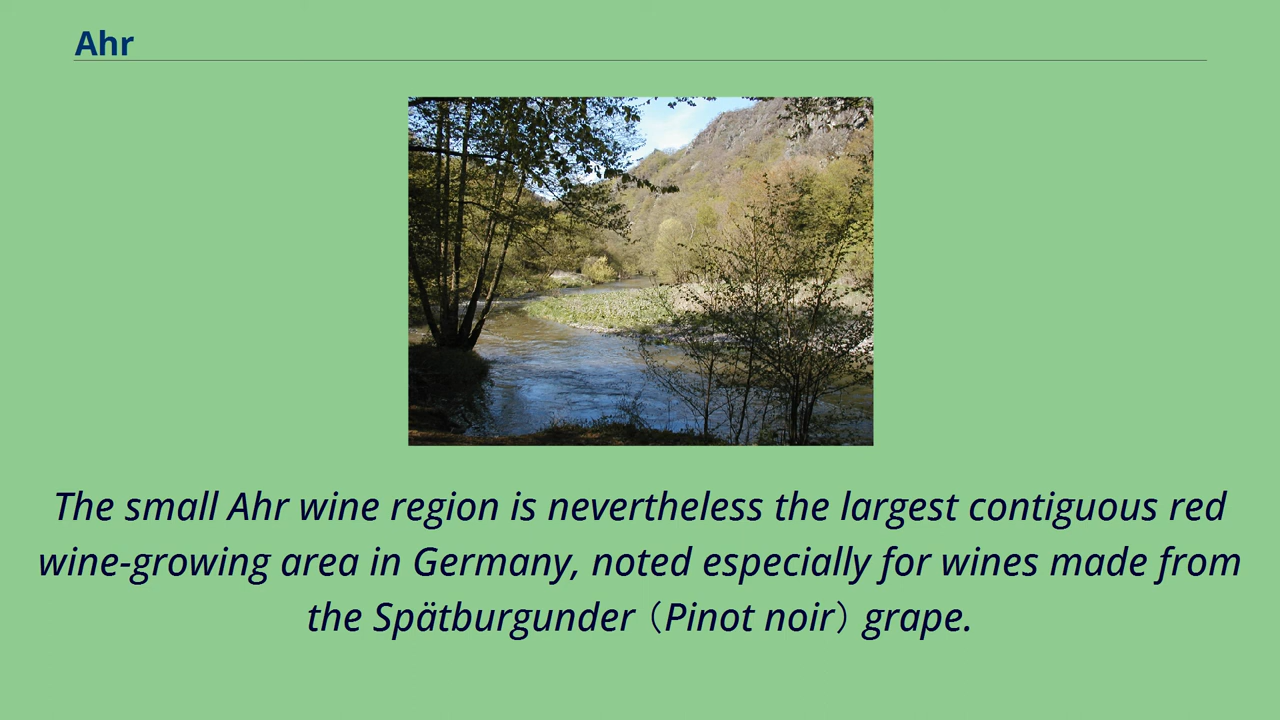 Ahr
The small Ahr wine region is nevertheless the largest contiguous red
wine-growing area in Germany, noted especially for wines made from
the Spätburgunder（Pinot noir）grape.